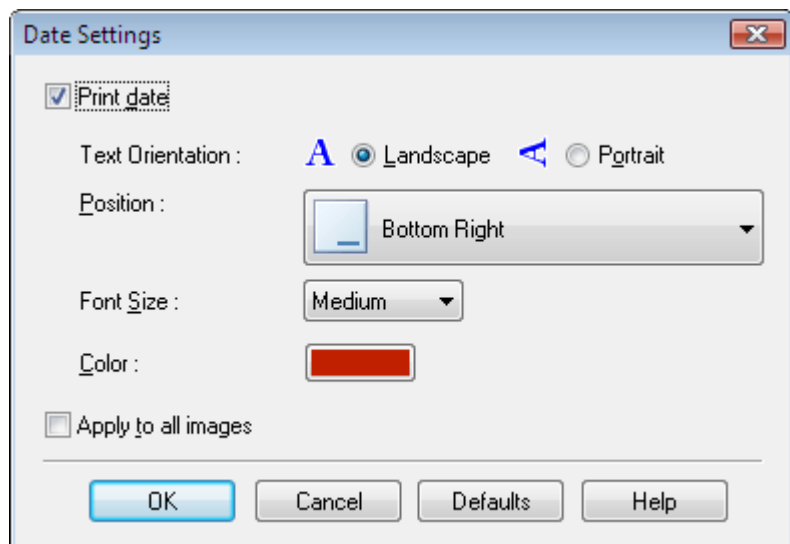 Date Settings
Print date
Text Orientation : A Landscape A Portrait
Position : Bottom Right
Font Size : Medium
Color :
Apply to all images
OK Cancel Defaults Help